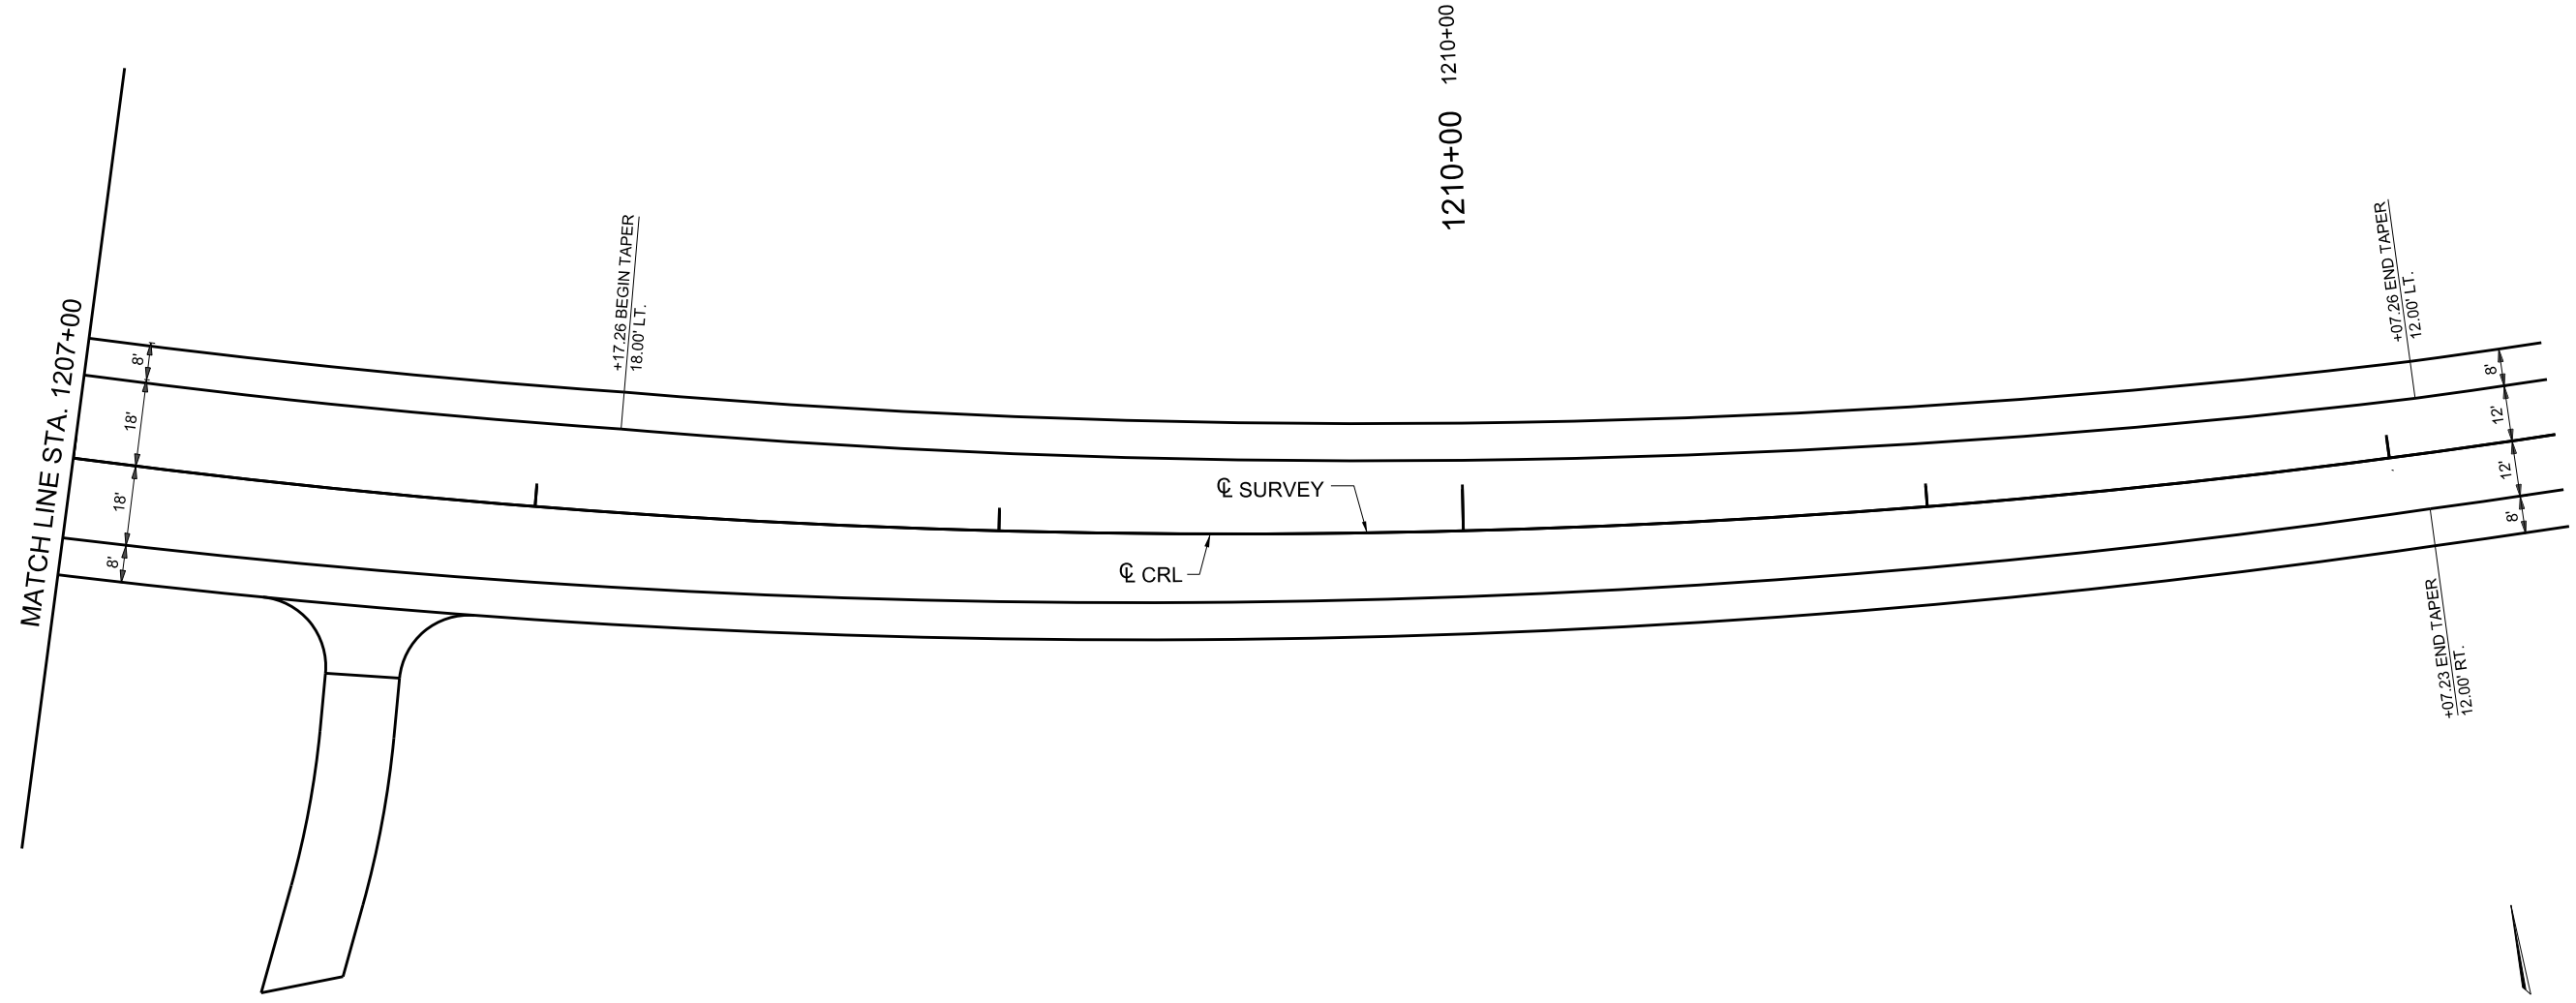 1210+00
1210+00
MATCH LINE STA. 1207+00
+17.26 BEGIN TAPER
18.00' LT.
+07.26 END TAPER
12.00' LT.
8'
18'
18'
8'
℄ SURVEY
℄ CRL
8'
12'
12'
8'
+07.23 END TAPER
12.00' RT.